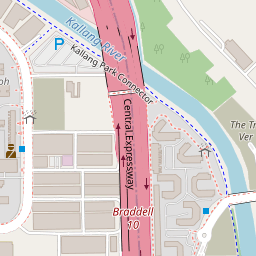 Kallang River
P
Kallang Park Connector
Central Expressway
The Tr
Ver
Braddell
10